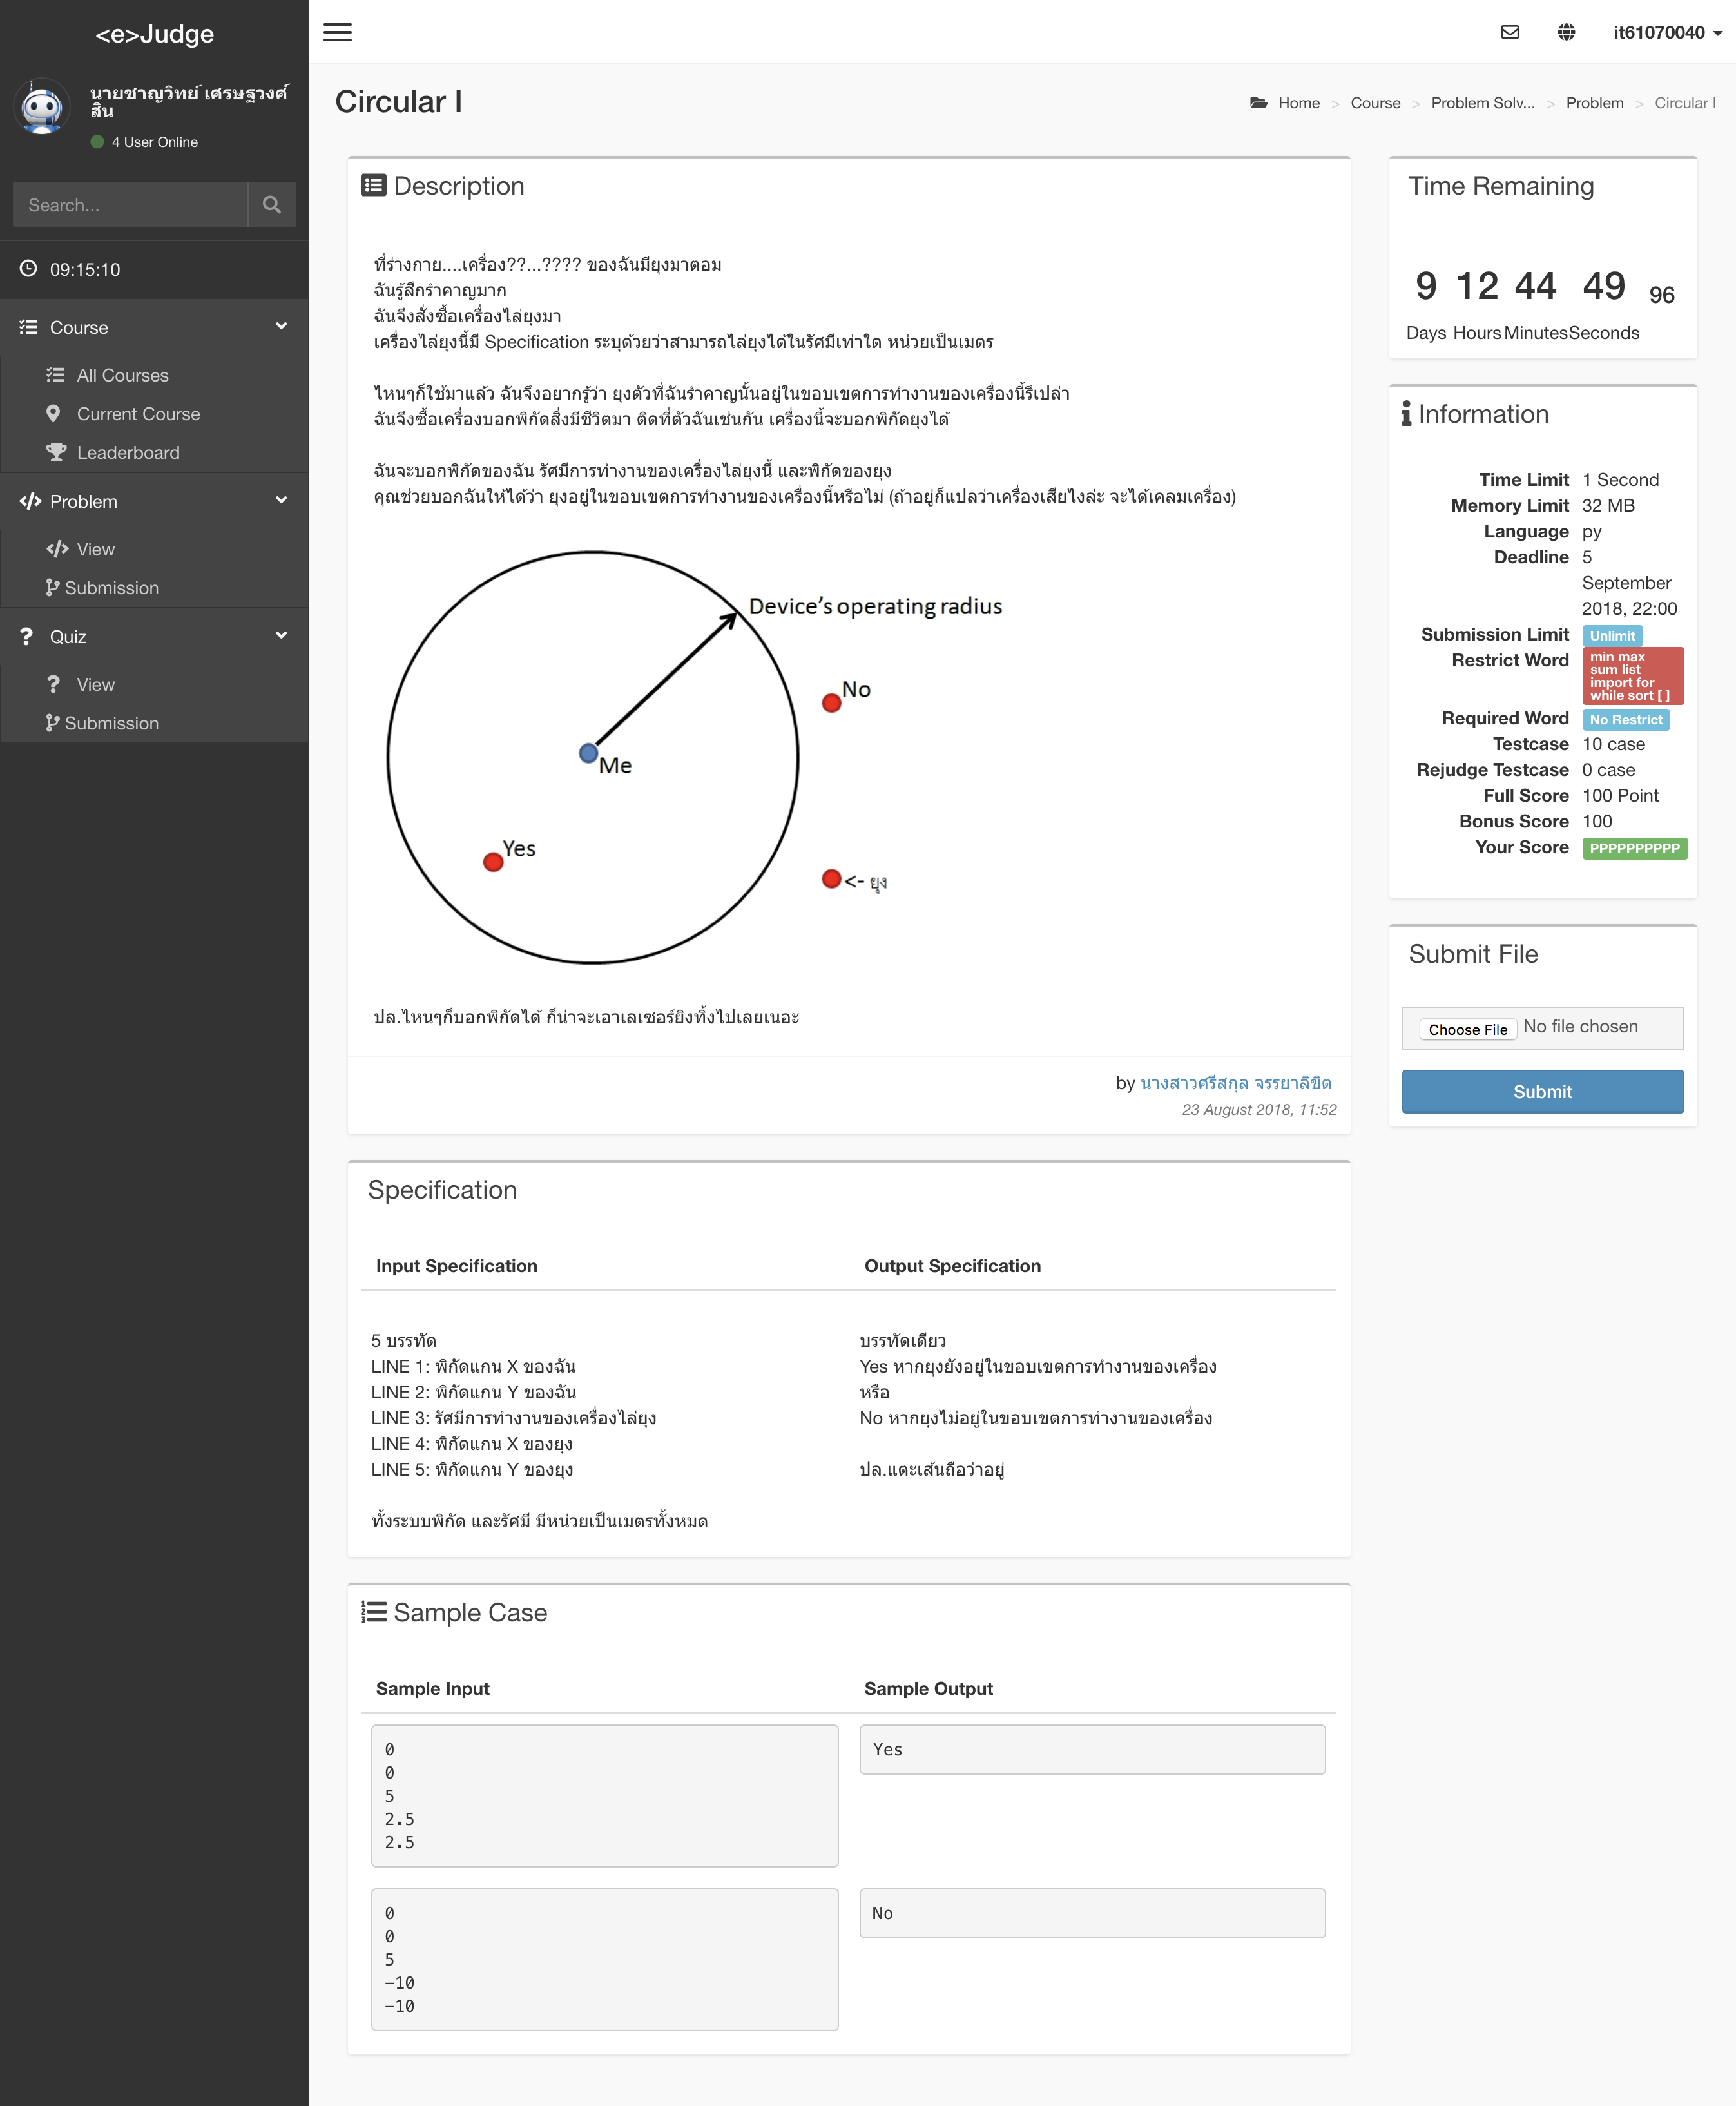 <e>Judge
นายชาญวิทย์ เศรษฐวงศ์
สิน
4 User Online
Search...
09:15:10
Course
All Courses
Current Course
Leaderboard
Problem
View
Submission
Quiz
View
Submission
it61070040
Circular I
Home > Course > Problem Solv... > Problem > Circular I
Description
ที่ร่างกาย....เครื่อง??...???? ของฉันมียุงมาตอม
ฉันรู้สึกรำคาญมาก
ฉันจึงสั่งซื้อเครื่องไล่ยุงมา
เครื่องไล่ยุงนี้มี Specification ระบุด้วยว่าสามารถไล่ยุงได้ในรัศมีเท่าใด หน่วยเป็นเมตร
ไหนๆก็ใช้มาแล้ว ฉันจึงอยากรู้ว่า ยุงตัวที่ฉันรำคาญนั้นอยู่ในขอบเขตการทำงานของเครื่องนี้รึเปล่า
ฉันจึงซื้อเครื่องบอกพิกัดสิ่งมีชีวิตมา ติดที่ตัวฉันเช่นกัน เครื่องนี้จะบอกพิกัดยุงได้
ฉันจะบอกพิกัดของฉัน รัศมีการทำงานของเครื่องไล่ยุงนี้ และพิกัดของยุง
คุณช่วยบอกฉันให้ได้ว่า ยุงอยู่ในขอบเขตการทำงานของเครื่องนี้หรือไม่ (ถ้าอยู่ก็แปลว่าเครื่องเสียไงล่ะ จะได้เคลมเครื่อง)
Device's operating radius
No
Me
Yes
<- ยุง
ปล.ไหนๆก็บอกพิกัดได้ ก็น่าจะเอาเลเซอร์ยิงทิ้งไปเลยเนอะ
by นางสาวศรีสกุล จรรยาลิขิต
23 August 2018, 11:52
Specification
Input Specification
5 บรรทัด
LINE 1: พิกัดแกน X ของฉัน
LINE 2: พิกัดแกน Y ของฉัน
LINE 3: รัศมีการทำงานของเครื่องไล่ยุง
LINE 4: พิกัดแกน X ของยุง
LINE 5: พิกัดแกน Y ของยุง
ทั้งระบบพิกัด และรัศมี มีหน่วยเป็นเมตรทั้งหมด
Output Specification
บรรทัดเดียว
Yes หากยุงยังอยู่ในขอบเขตการทำงานของเครื่อง
หรือ
No หากยุงไม่อยู่ในขอบเขตการทำงานของเครื่อง
ปล.แตะเส้นถือว่าอยู่
Sample Case
Sample Input
Sample Output
0
0
5
2.5
2.5
Yes
0
0
5
-10
-10
No
Time Remaining
9 12 44 49 96
Days Hours Minutes Seconds
Information
Time Limit 1 Second
Memory Limit 32 MB
Language py
Deadline 5
September
2018, 22:00
Submission Limit Unlimit
Restrict Word min max
sum list
import for
while sort [ ]
Required Word No Restrict
Testcase 10 case
Rejudge Testcase 0 case
Full Score 100 Point
Bonus Score 100
Your Score PPPPPPPPPP
Submit File
Choose File No file chosen
Submit